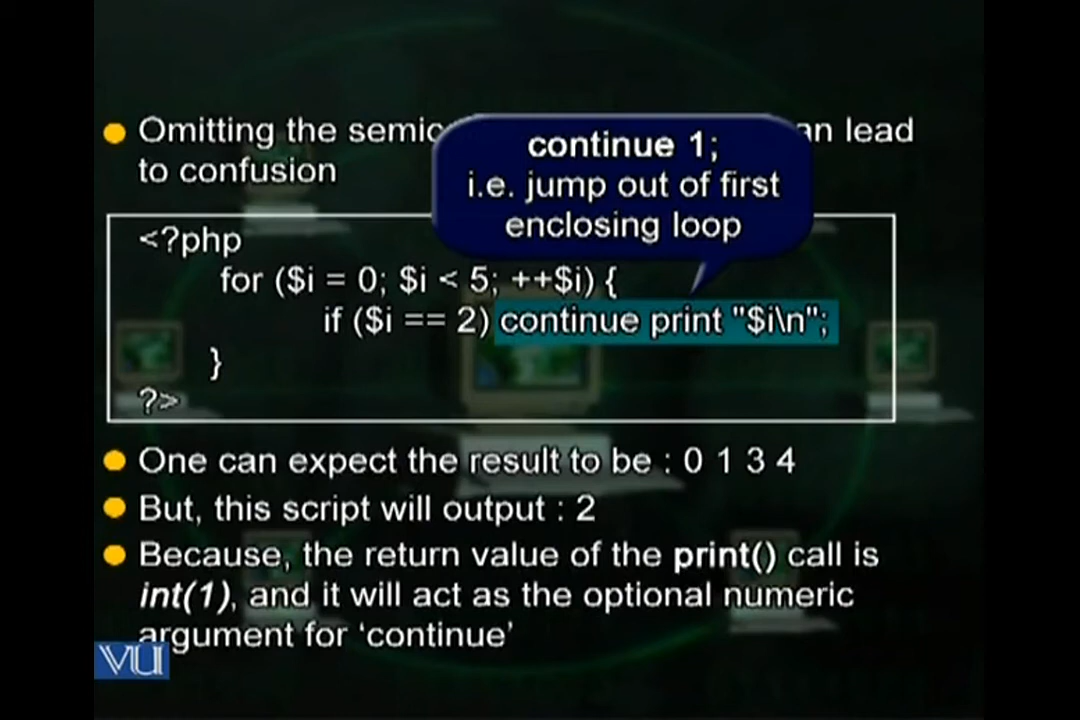 Omitting the semic an lead
to confusion
continue 1;
i.e. jump out of first
enclosing loop
<?php
for ($i = 0; $i < 5; ++$i) {
if ($i == 2) continue print "$i\n";
}
?>
One can expect the result to be : 0 1 3 4
But, this script will output : 2
Because, the return value of the print() call is
int(1), and it will act as the optional numeric
argument for ‘continue’
VU